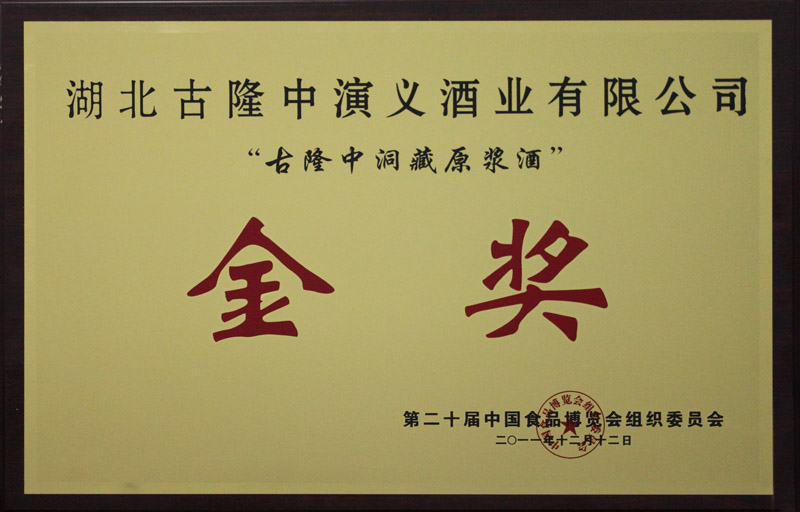 湖北古隆中演义酒业有限公司
“古隆中洞藏原浆酒”
金奖
第二十届中国食品博览会组织委员会
二〇一一年十二月十二日